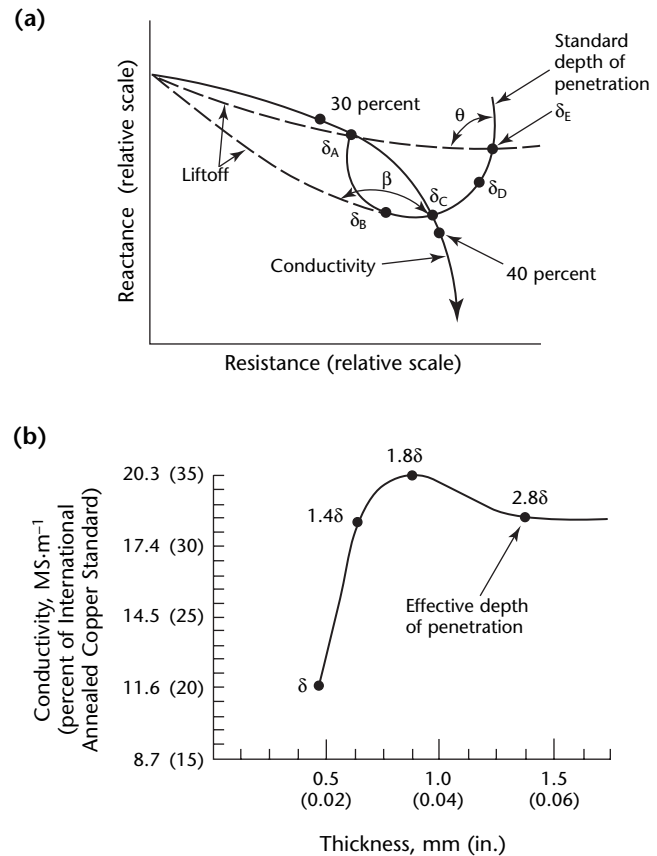 (a)
Standard
depth of
penetration
30 percent
θ
δE
δA
Liftoff
β
δD
δC
δB
Conductivity
40 percent
Reactance (relative scale)
Resistance (relative scale)
(b)
1.8δ
20.3 (35)
2.8δ
1.4δ
17.4 (30)
Effective depth
of penetration
14.5 (25)
δ
11.6 (20)
8.7 (15)
Conductivity, MS·m⁻¹
(percent of International
Annealed Copper Standard)
0.5 1.0 1.5
(0.02) (0.04) (0.06)
Thickness, mm (in.)